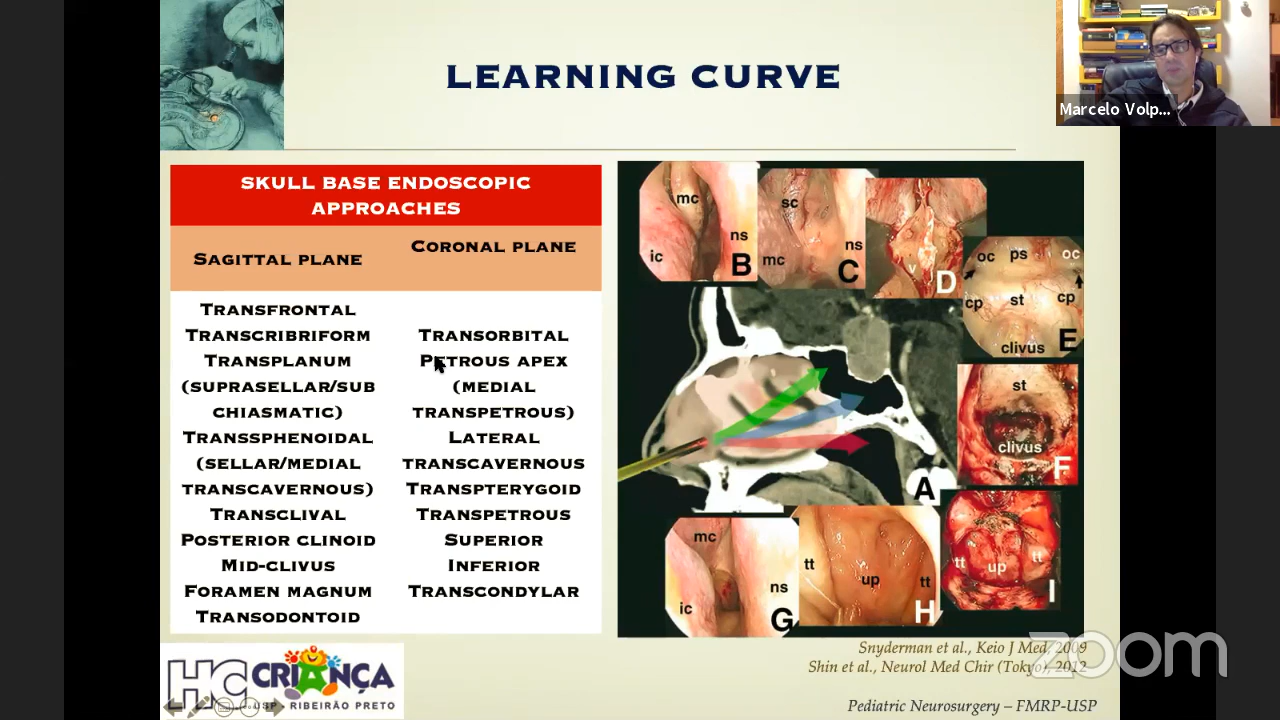 LEARNING CURVE
Marcelo Volp...
SKULL BASE ENDOSCOPIC
APPROACHES
SAGITTAL PLANE
CORONAL PLANE
TRANSFRONTAL
TRANSCRIBRIFORM
TRANSPLANUM
(SUPRASELLAR/SUB
CHIASMATIC)
TRANSSPHENOIDAL
(SELLAR/MEDIAL
TRANSCAVERNOUS)
TRANSCLIVAL
POSTERIOR CLINOID
MID-CLIVUS
FORAMEN MAGNUM
TRANSODONTOID
TRANSORBITAL
PETROUS APEX
(MEDIAL
TRANSPETROUS)
LATERAL
TRANSCAVERNOUS
TRANSPTERYGOID
TRANSPETROUS
SUPERIOR
INFERIOR
TRANSCONDYLAR
mc
ns
ic
B
sc
ns
mc
C
v
D
oc ps oc
cp st cp
clivus
E
st
clivus
F
A
mc
ns
ic
G
tt
up
tt
H
tt
up
tt
I
Snyderman et al., Keio J Med, 2009
Shin et al., Neurol Med Chir (Tokyo), 2012
zoom
HC CRIANÇA
USP RIBEIRÃO PRETO
Pediatric Neurosurgery – FMRP-USP